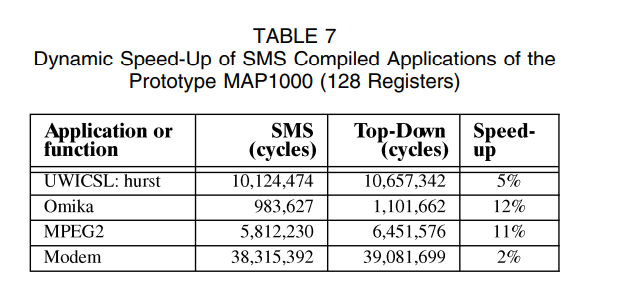 TABLE 7
Dynamic Speed-Up of SMS Compiled Applications of the
Prototype MAP1000 (128 Registers)
Application or function SMS (cycles) Top-Down (cycles) Speed-up
UWICSL: hurst 10,124,474 10,657,342 5%
Omika 983,627 1,101,662 12%
MPEG2 5,812,230 6,451,576 11%
Modem 38,315,392 39,081,699 2%